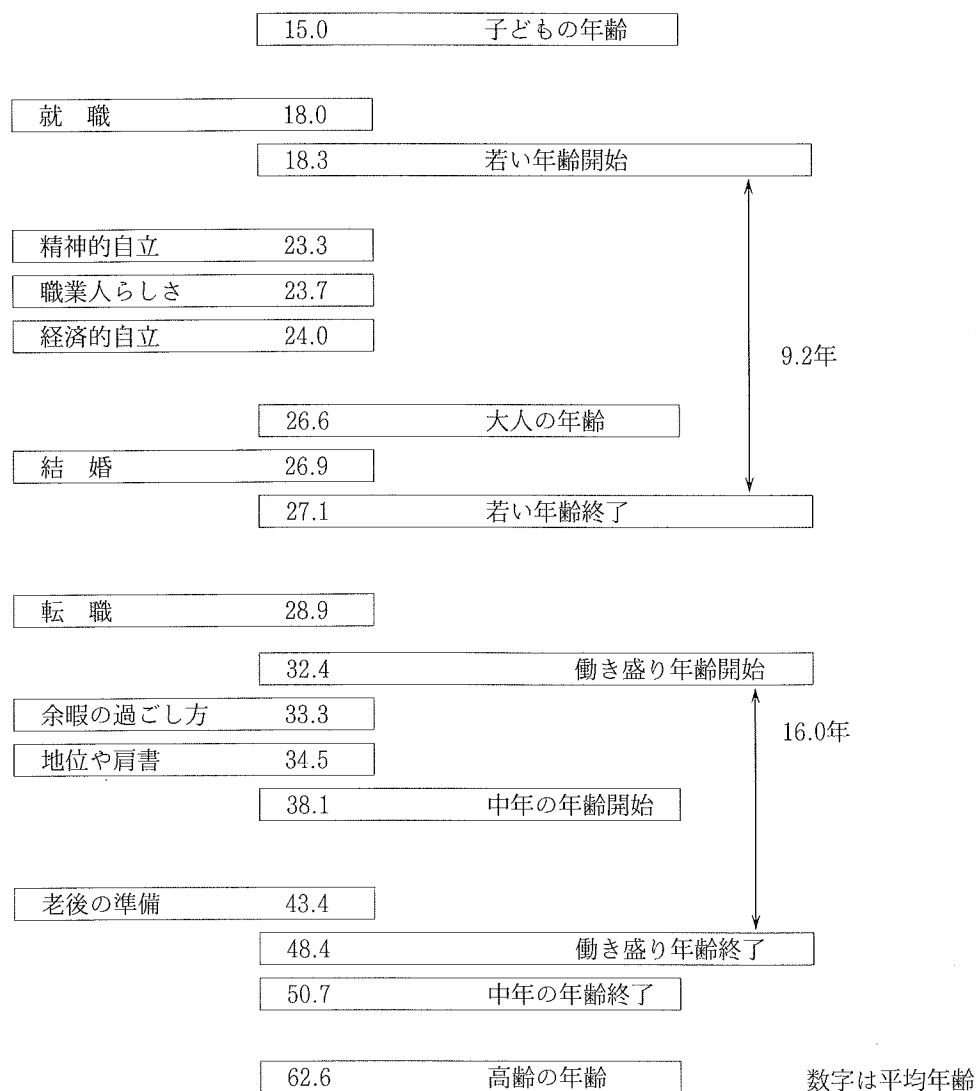 15.0 子どもの年齢
就 職 18.0
18.3 若い年齢開始
精神的自立 23.3
職業人らしさ 23.7
経済的自立 24.0
9.2年
26.6 大人の年齢
結 婚 26.9
27.1 若い年齢終了
転 職 28.9
32.4 働き盛り年齢開始
余暇の過ごし方 33.3
16.0年
地位や肩書 34.5
38.1 中年の年齢開始
老後の準備 43.4
48.4 働き盛り年齢終了
50.7 中年の年齢終了
62.6 高齢の年齢
数字は平均年齢